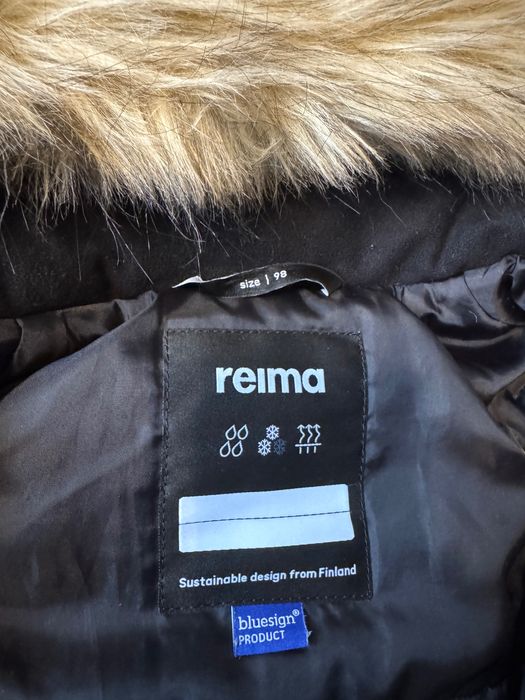 size | 98
reima
Sustainable design from Finland
bluesign®
PRODUCT